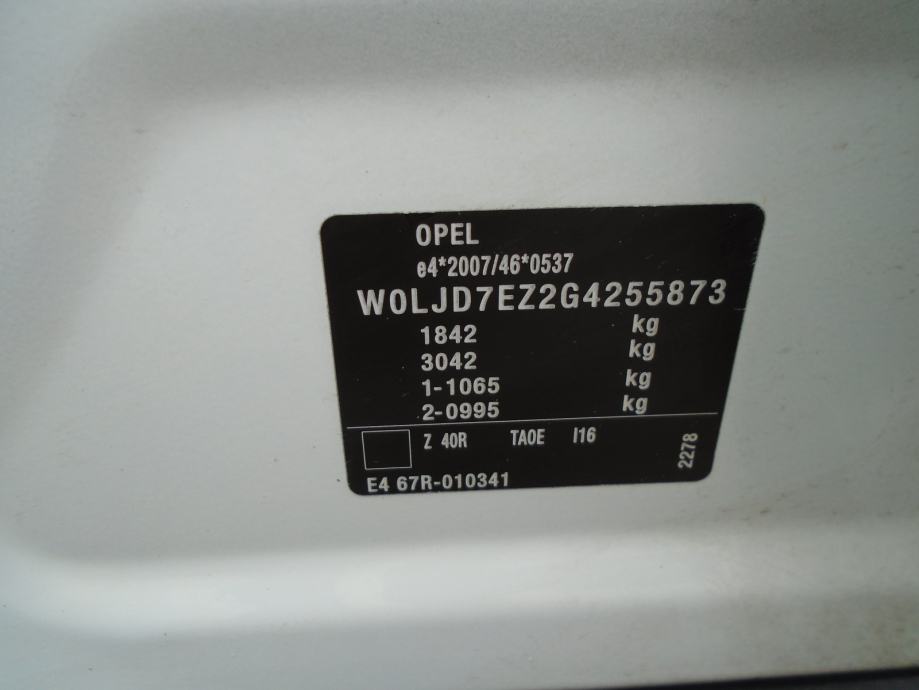 OPEL
e4*2007/46*0537
W0LJD7EZ2G4255873
1842 kg
3042 kg
1-1065 kg
2-0995 kg
Z 40R TA0E I16
2278
E4 67R-010341